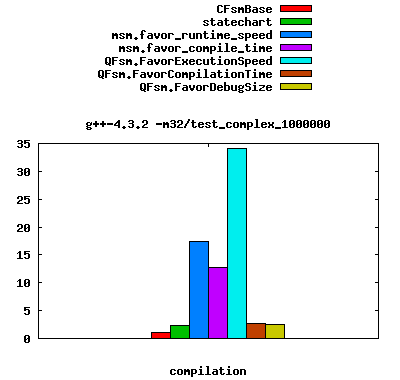 CFsmBase
statechart
msm.favor_runtime_speed
msm.favor_compile_time
QFsm.FavorExecutionSpeed
QFsm.FavorCompilationTime
QFsm.FavorDebugSize
g++-4.3.2 -m32/test_complex_1000000
35
30
25
20
15
10
5
0
compilation